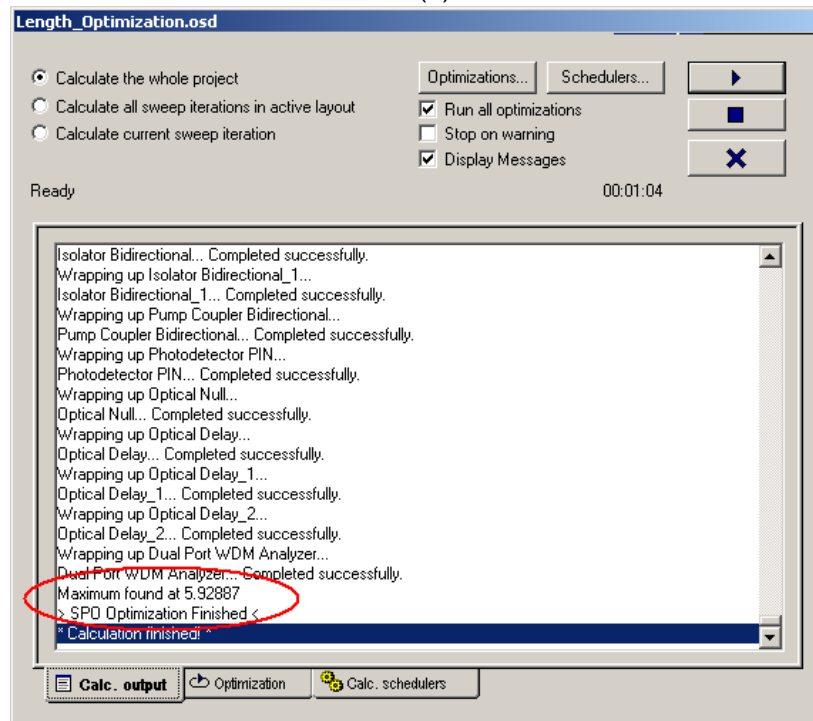 Length_Optimization.osd
Calculate the whole project
Calculate all sweep iterations in active layout
Calculate current sweep iteration
Optimizations...
Schedulers...
Run all optimizations
Stop on warning
Display Messages
Ready
00:01:04
Isolator Bidirectional... Completed successfully.
Wrapping up Isolator Bidirectional_1...
Isolator Bidirectional_1... Completed successfully.
Wrapping up Pump Coupler Bidirectional...
Pump Coupler Bidirectional... Completed successfully.
Wrapping up Photodetector PIN...
Photodetector PIN... Completed successfully.
Wrapping up Optical Null...
Optical Null... Completed successfully.
Wrapping up Optical Delay...
Optical Delay... Completed successfully.
Wrapping up Optical Delay_1...
Optical Delay_1... Completed successfully.
Wrapping up Optical Delay_2...
Optical Delay_2... Completed successfully.
Wrapping up Dual Port WDM Analyzer...
Dual Port WDM Analyzer... Completed successfully.
Maximum found at 5.92887
> SPO Optimization Finished <
* Calculation finished! *
Calc. output
Optimization
Calc. schedulers